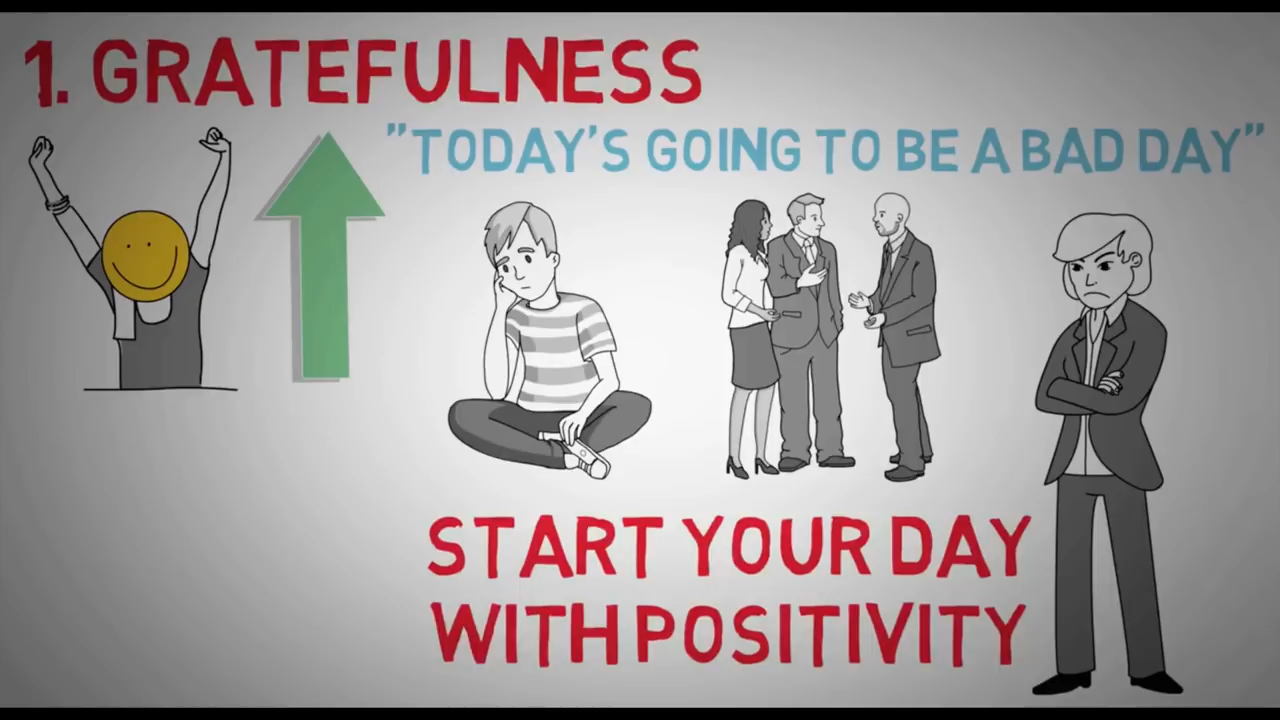 1. GRATEFULNESS
"TODAY'S GOING TO BE A BAD DAY"
START YOUR DAY
WITH POSITIVITY